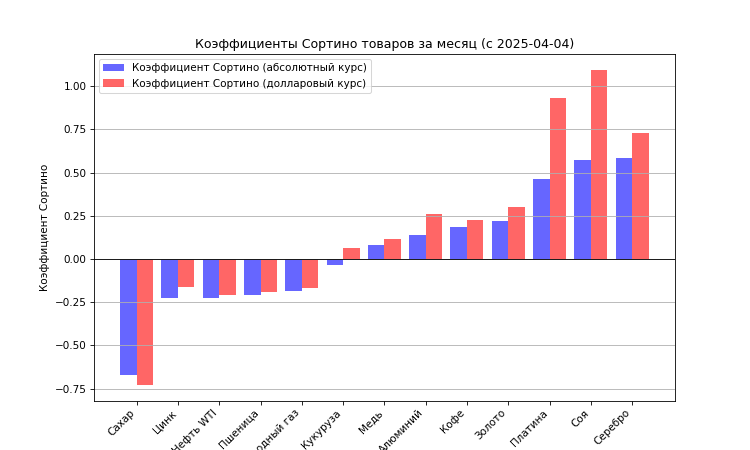 Коэффициенты Сортино товаров за месяц (с 2025-04-04)
Коэффициент Сортино (абсолютный курс)
Коэффициент Сортино (долларовый курс)
Коэффициент Сортино
1.00
0.75
0.50
0.25
0.00
−0.25
−0.50
−0.75
Сахар
Цинк
Нефть WTI
Пшеница
одный газ
Кукуруза
Медь
Алюминий
Кофе
Золото
Платина
Соя
Серебро